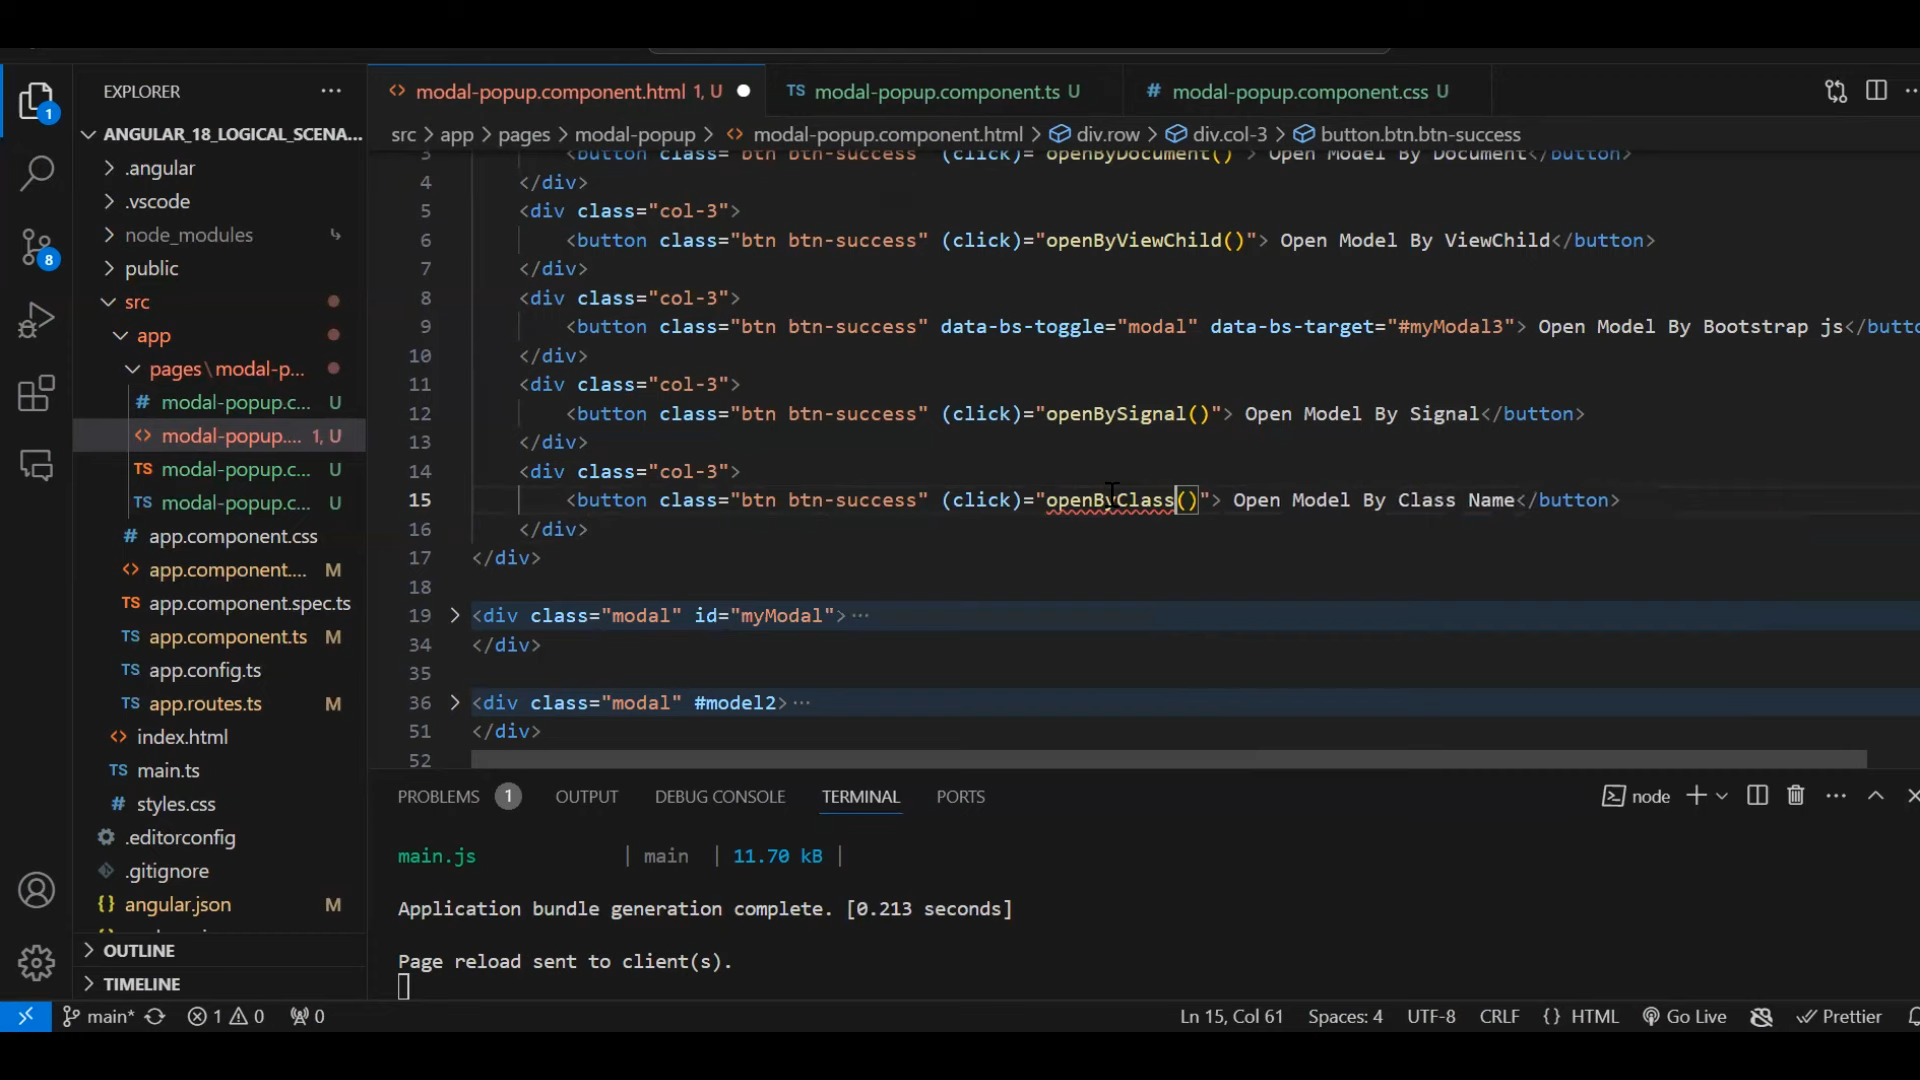 EXPLORER
ANGULAR_18_LOGICAL_SCENA...
.angular
.vscode
node_modules
public
src
app
pages\modal-p...
modal-popup.c... U
modal-popup.... 1, U
modal-popup.c... U
modal-popup.c... U
app.component.css
app.component.... M
app.component.spec.ts
app.component.ts M
app.config.ts
app.routes.ts M
index.html
main.ts
styles.css
.editorconfig
.gitignore
angular.json M
OUTLINE
TIMELINE
1
8
modal-popup.component.html 1, U
TS modal-popup.component.ts U
# modal-popup.component.css U
src > app > pages > modal-popup > modal-popup.component.html > div.row > div.col-3 > button.btn.btn-success
3 <button class="btn btn-success" (click)="openByDocument()"> Open Model By Document</button>
4 </div>
5 <div class="col-3">
6 <button class="btn btn-success" (click)="openByViewChild()"> Open Model By ViewChild</button>
7 </div>
8 <div class="col-3">
9 <button class="btn btn-success" data-bs-toggle="modal" data-bs-target="#myModal3"> Open Model By Bootstrap js</butto
10 </div>
11 <div class="col-3">
12 <button class="btn btn-success" (click)="openBySignal()"> Open Model By Signal</button>
13 </div>
14 <div class="col-3">
15 <button class="btn btn-success" (click)="openByClass()"> Open Model By Class Name</button>
16 </div>
17 </div>
18
19 <div class="modal" id="myModal">...
34 </div>
35
36 <div class="modal" #model2>...
51 </div>
52
PROBLEMS 1 OUTPUT DEBUG CONSOLE TERMINAL PORTS node
main.js | main | 11.70 kB |
Application bundle generation complete. [0.213 seconds]
Page reload sent to client(s).
main* 1 0 0 Ln 15, Col 61 Spaces: 4 UTF-8 CRLF {} HTML Go Live Prettier